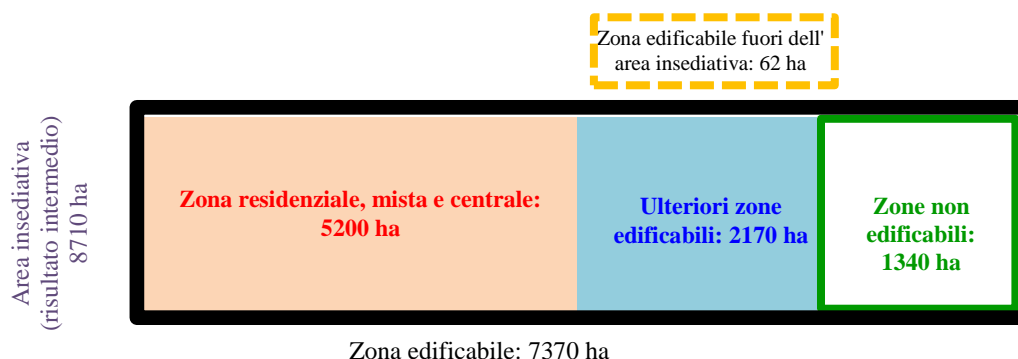 Zona edificabile fuori dell'
area insediativa: 62 ha
Area insediativa
(risultato intermedio)
8710 ha
Zona residenziale, mista e centrale:
5200 ha
Ulteriori zone
edificabili: 2170 ha
Zone non
edificabili:
1340 ha
Zona edificabile: 7370 ha